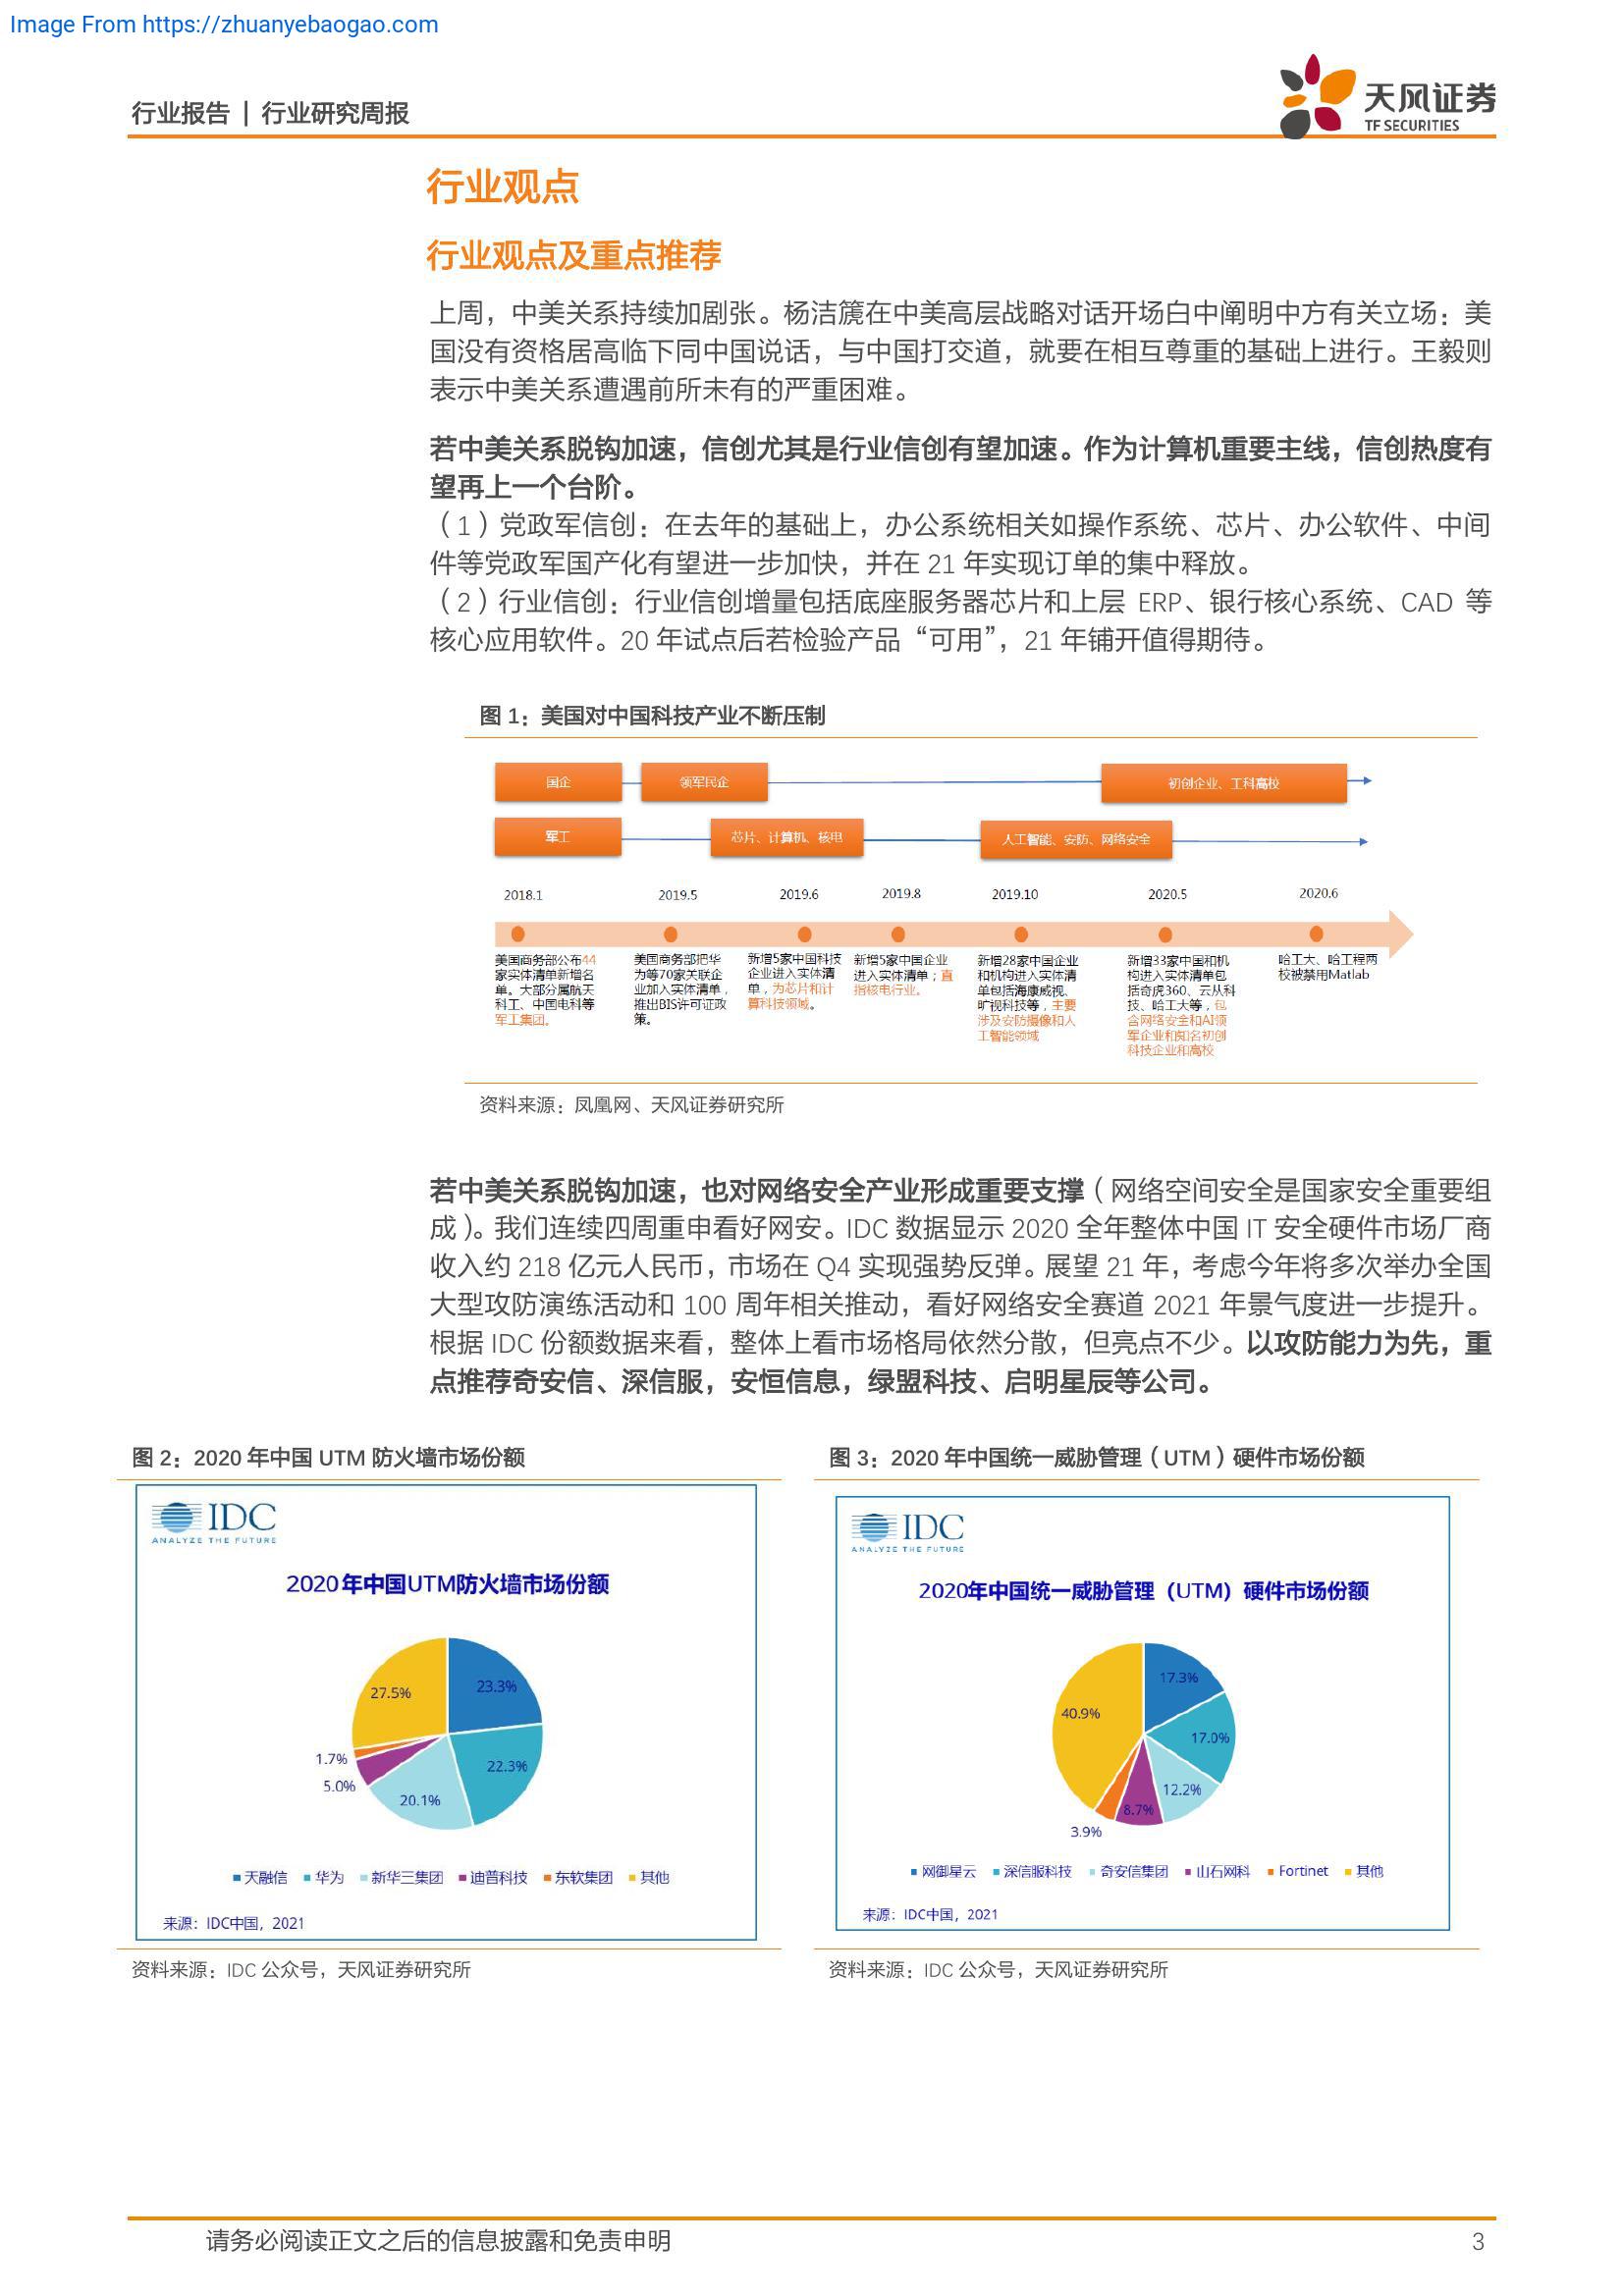 Image From https://zhuanyebaogao.com
行业报告 | 行业研究周报
天风证券
TF SECURITIES
行业观点
行业观点及重点推荐
上周，中美关系持续加剧张。杨洁篪在中美高层战略对话开场白中阐明中方有关立场：美
国没有资格居高临下同中国说话，与中国打交道，就要在相互尊重的基础上进行。王毅则
表示中美关系遭遇前所未有的严重困难。
若中美关系脱钩加速，信创尤其是行业信创有望加速。作为计算机重要主线，信创热度有
望再上一个台阶。
（1）党政军信创：在去年的基础上，办公系统相关如操作系统、芯片、办公软件、中间
件等党政军国产化有望进一步加快，并在 21 年实现订单的集中释放。
（2）行业信创：行业信创增量包括底座服务器芯片和上层 ERP、银行核心系统、CAD 等
核心应用软件。20 年试点后若检验产品“可用”，21 年铺开值得期待。
图 1：美国对中国科技产业不断压制
国企 领军民企 初创企业、工科高校
军工 芯片、计算机、核电 人工智能、安防、网络安全
2018.1 2019.5 2019.6 2019.8 2019.10 2020.5 2020.6
美国商务部公布44
家实体清单新增名
单。大部分属航天
科工、中国电科等
军工集团。
美国商务部把华
为等70家关联企
业加入实体清单，
推出BIS许可证政
策。
新增5家中国科技
企业进入实体清
单，为芯片和计
算科技领域。
新增5家中国企业
进入实体清单；直
指核电行业。
新增28家中国企业
和机构进入实体清
单包括海康威视、
旷视科技等，主要
涉及安防摄像和人
工智能领域
新增33家中国和机
构进入实体清单包
括奇虎360、云从科
技、哈工大等，包
含网络安全和AI领
军企业和知名初创
科技企业和高校
哈工大、哈工程两
校被禁用Matlab
资料来源：凤凰网、天风证券研究所
若中美关系脱钩加速，也对网络安全产业形成重要支撑（网络空间安全是国家安全重要组
成）。我们连续四周重申看好网安。IDC 数据显示 2020 全年整体中国 IT 安全硬件市场厂商
收入约 218 亿元人民币，市场在 Q4 实现强势反弹。展望 21 年，考虑今年将多次举办全国
大型攻防演练活动和 100 周年相关推动，看好网络安全赛道 2021 年景气度进一步提升。
根据 IDC 份额数据来看，整体上看市场格局依然分散，但亮点不少。以攻防能力为先，重
点推荐奇安信、深信服，安恒信息，绿盟科技、启明星辰等公司。
图 2：2020 年中国 UTM 防火墙市场份额
IDC
ANALYZE THE FUTURE
2020年中国UTM防火墙市场份额
23.3%
22.3%
20.1%
5.0%
1.7%
27.5%
天融信 华为 新华三集团 迪普科技 东软集团 其他
来源：IDC中国，2021
资料来源：IDC 公众号，天风证券研究所
图 3：2020 年中国统一威胁管理（UTM）硬件市场份额
IDC
ANALYZE THE FUTURE
2020年中国统一威胁管理（UTM）硬件市场份额
17.3%
17.0%
12.2%
8.7%
3.9%
40.9%
网御星云 深信服科技 奇安信集团 山石网科 Fortinet 其他
来源：IDC中国，2021
资料来源：IDC 公众号，天风证券研究所
请务必阅读正文之后的信息披露和免责申明
3